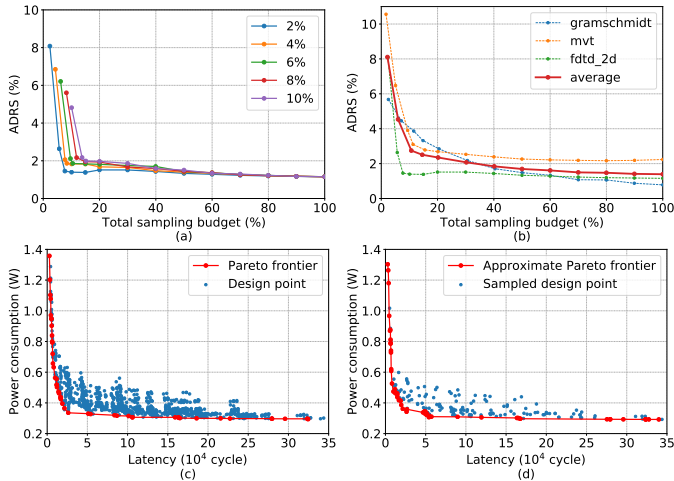 10
8
6
4
2
0
ADRS (%)
2%
4%
6%
8%
10%
0
20
40
60
80
100
Total sampling budget (%)
(a)
10
8
6
4
2
0
ADRS (%)
gramschmidt
mvt
fdtd_2d
average
0
20
40
60
80
100
Total sampling budget (%)
(b)
1.4
1.2
1.0
0.8
0.6
0.4
0.2
Power consumption (W)
Pareto frontier
Design point
0
5
10
15
20
25
30
35
Latency (10⁴ cycle)
(c)
1.4
1.2
1.0
0.8
0.6
0.4
0.2
Power consumption (W)
Approximate Pareto frontier
Sampled design point
0
5
10
15
20
25
30
35
Latency (10⁴ cycle)
(d)